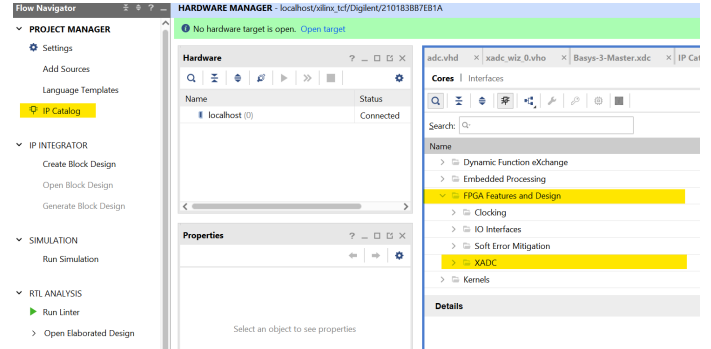 Flow Navigator
PROJECT MANAGER
Settings
Add Sources
Language Templates
IP Catalog
IP INTEGRATOR
Create Block Design
Open Block Design
Generate Block Design
SIMULATION
Run Simulation
RTL ANALYSIS
Run Linter
Open Elaborated Design
HARDWARE MANAGER - localhost/xilinx_tcf/Digilent/210183BB7EB1A
No hardware target is open. Open target
Hardware
Name Status
localhost (0) Connected
Properties
Select an object to see properties
adc.vhd xadc_wiz_0.vho Basys-3-Master.xdc IP Cat
Cores Interfaces
Search: Q-
Name
Dynamic Function eXchange
Embedded Processing
FPGA Features and Design
Clocking
IO Interfaces
Soft Error Mitigation
XADC
Kernels
Details